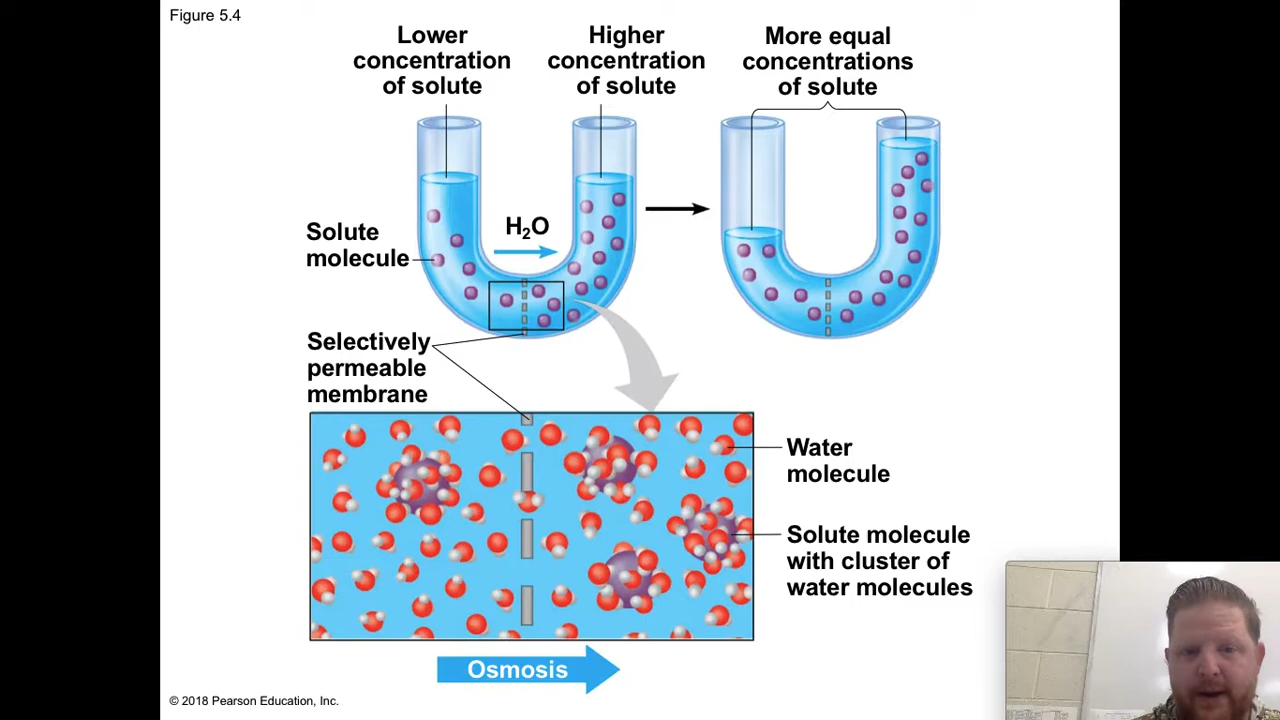 Figure 5.4
Lower
concentration
of solute
Higher
concentration
of solute
More equal
concentrations
of solute
Solute
molecule
H₂O
Selectively
permeable
membrane
Water
molecule
Solute molecule
with cluster of
water molecules
Osmosis
© 2018 Pearson Education, Inc.